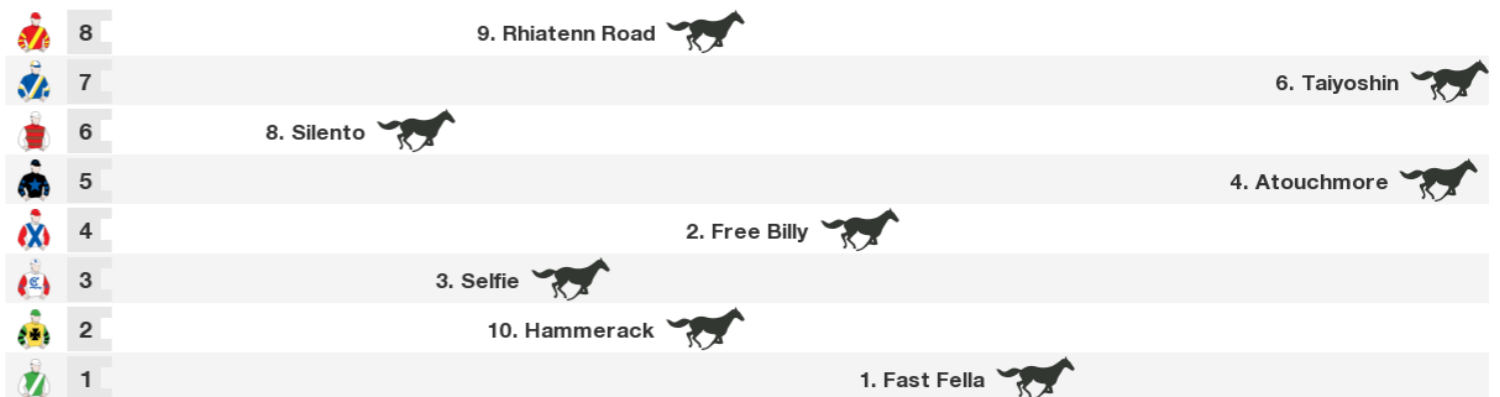 8 9. Rhiatenn Road
7 6. Taiyoshin
6 8. Silento
5 4. Atouchmore
4 2. Free Billy
3 3. Selfie
2 10. Hammerack
1 1. Fast Fella